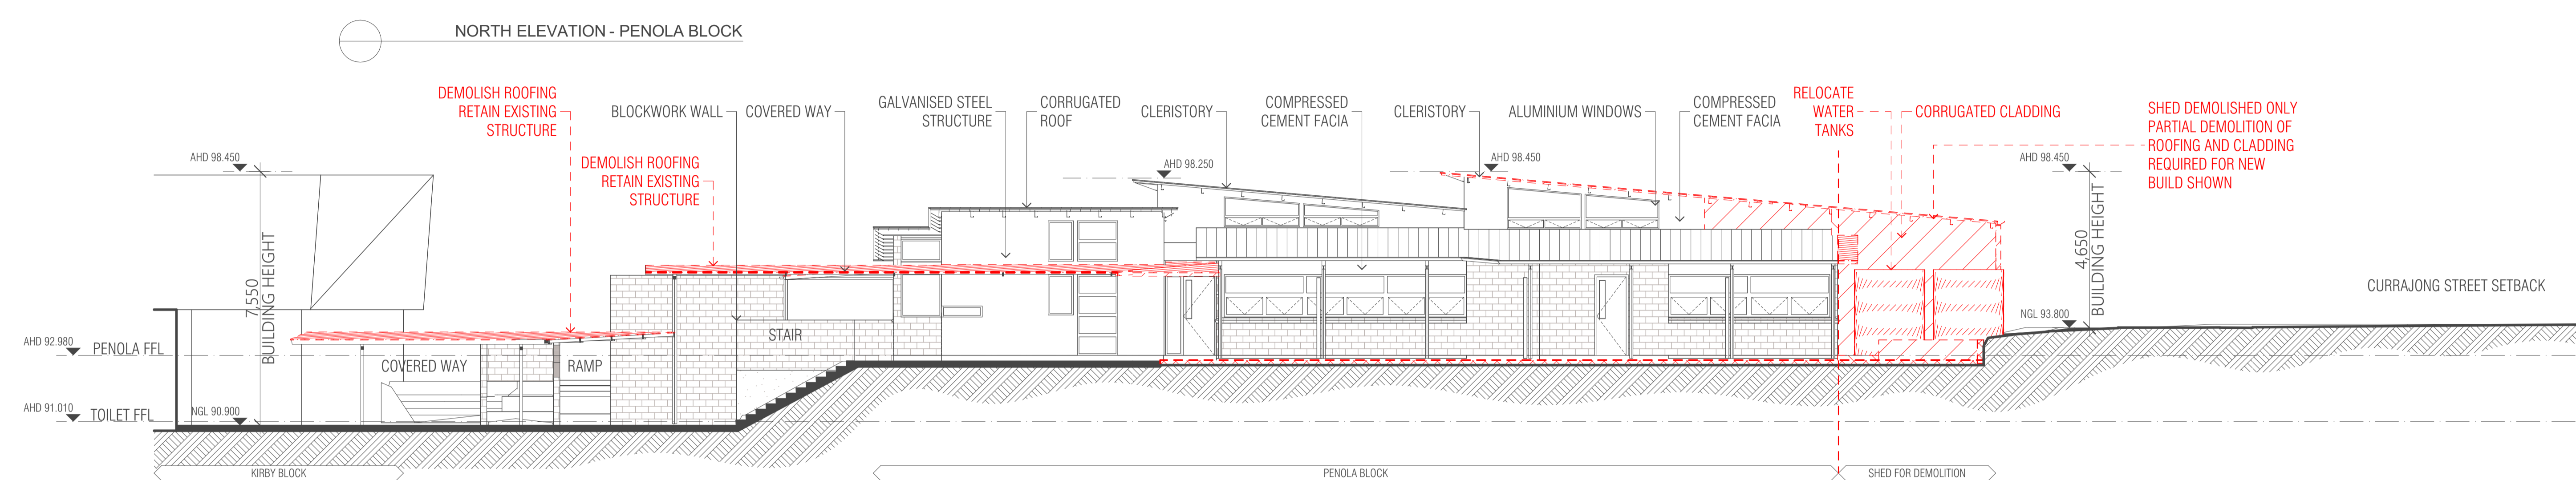 NORTH ELEVATION - PENOLA BLOCK
DEMOLISH ROOFING
RETAIN EXISTING
STRUCTURE
DEMOLISH ROOFING
RETAIN EXISTING
STRUCTURE
BLOCKWORK WALL
COVERED WAY
GALVANISED STEEL
STRUCTURE
CORRUGATED
ROOF
CLERISTORY
COMPRESSED
CEMENT FACIA
CLERISTORY
ALUMINIUM WINDOWS
COMPRESSED
CEMENT FACIA
RELOCATE
WATER
TANKS
CORRUGATED CLADDING
SHED DEMOLISHED ONLY
PARTIAL DEMOLITION OF
ROOFING AND CLADDING
REQUIRED FOR NEW
BUILD SHOWN
AHD 98.450
AHD 98.250
AHD 98.450
AHD 98.450
7,550
BUILDING HEIGHT
4,650
BUILDING HEIGHT
CURRAJONG STREET SETBACK
NGL 93.800
AHD 92.980
PENOLA FFL
COVERED WAY
RAMP
STAIR
AHD 91.010
TOILET FFL
NGL 90.900
KIRBY BLOCK
PENOLA BLOCK
SHED FOR DEMOLITION